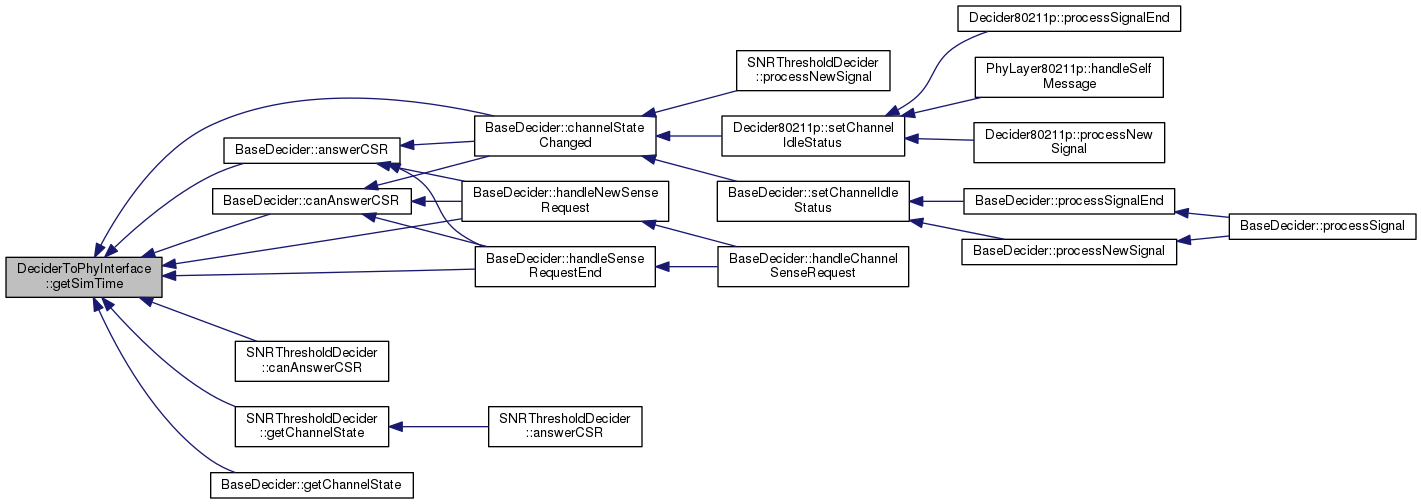 Decider80211p::processSignalEnd
SNRThresholdDecider
::processNewSignal
PhyLayer80211p::handleSelf
Message
BaseDecider::channelState
Changed
Decider80211p::setChannel
IdleStatus
Decider80211p::processNew
Signal
BaseDecider::answerCSR
BaseDecider::canAnswerCSR
BaseDecider::handleNewSense
Request
BaseDecider::setChannelIdle
Status
BaseDecider::processSignalEnd
BaseDecider::processSignal
BaseDecider::processNewSignal
DeciderToPhyInterface
::getSimTime
BaseDecider::handleSense
RequestEnd
BaseDecider::handleChannel
SenseRequest
SNRThresholdDecider
::canAnswerCSR
SNRThresholdDecider
::getChannelState
SNRThresholdDecider
::answerCSR
BaseDecider::getChannelState